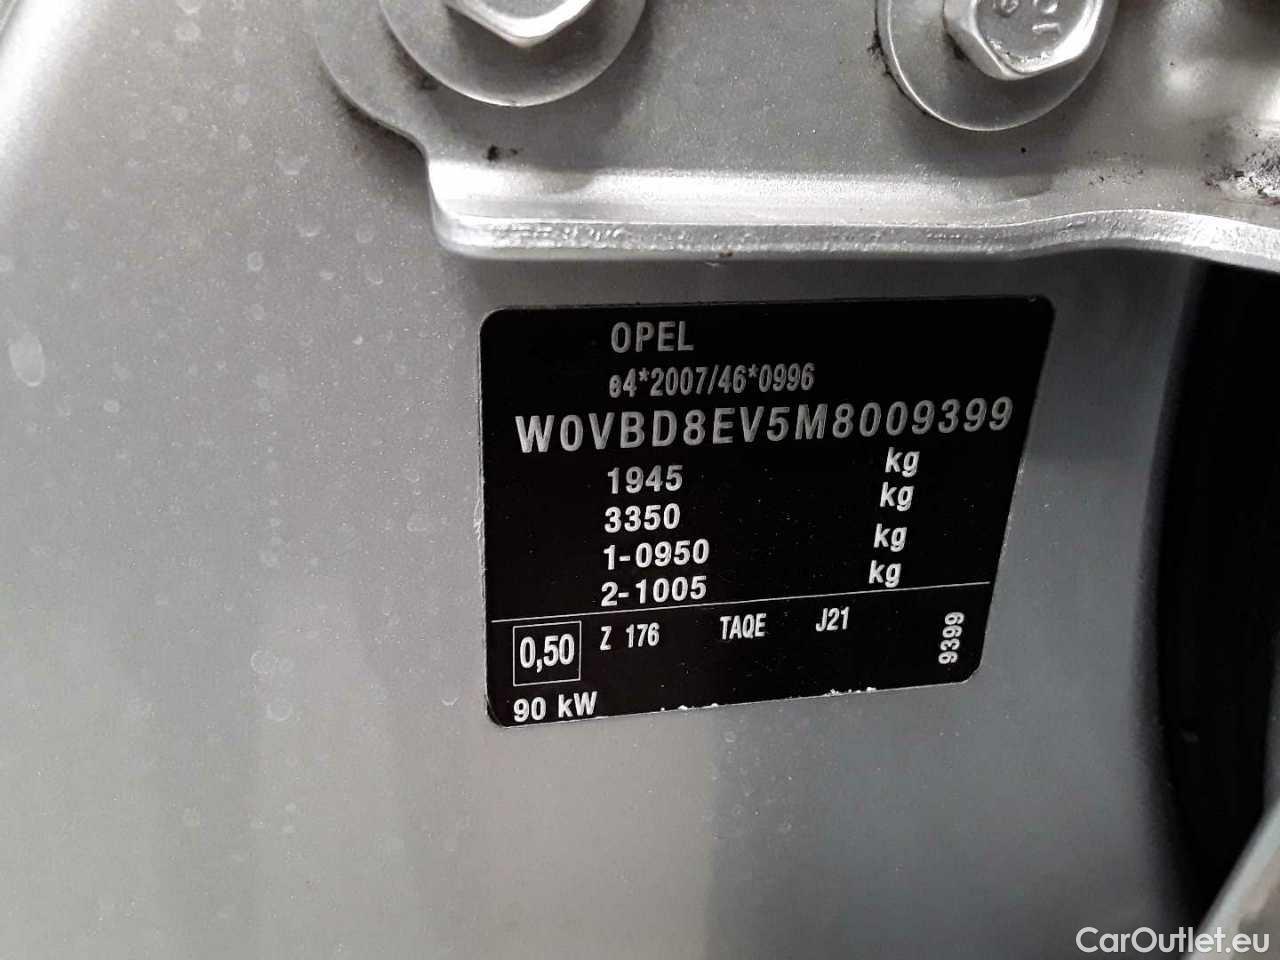 OPEL
e4*2007/46*0996
W0VBD8EV5M8009399
1945 kg
3350 kg
1-0950 kg
2-1005 kg
0,50 Z 176 TAQE J21 9399
90 kW
CarOutlet.eu